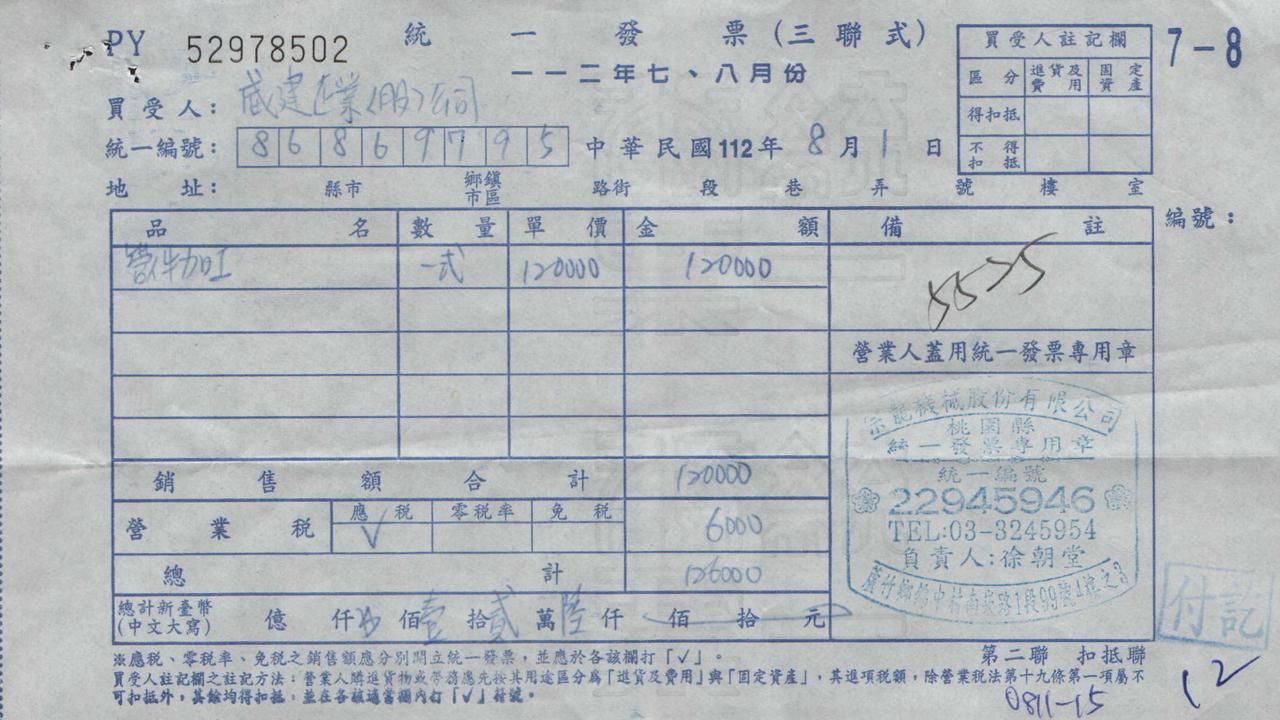 PY 52978502 統一發票(三聯式) 7-8
一一二年七、八月份
買受人註記欄
區分 進貨及費用 固定資產
得扣抵
不得扣抵
買受人: 威建企業(股)公司
統一編號: 86869795 中華民國112年8月1日
地址: 縣市 鄉鎮市區 路街 段 巷 弄 號 樓 室
編號:
品名 數量 單價 金額 備註
加工 一式 120000 120000
5575
營業人蓋用統一發票專用章
機械股份有限公司
桃園縣
統一發票專用章
統一編號
22945946
TEL:03-3245954
負責人:徐朝堂
蘆竹鄉錦中村南崁路1段99號4樓之3
銷售額合計 120000
營業稅 應稅 零稅率 免稅 6000
√
總計 126000
總計新臺幣(中文大寫) 億 仟 佰壹拾貳萬陸仟 佰 拾 元
付訖
※應稅、零稅率、免稅之銷售額應分別開立統一發票,並應於各該欄打「√」。
第二聯 扣抵聯
買受人註記欄之註記方法:營業人購進貨物或勞務應先按其用途區分為「進貨及費用」與「固定資產」,其進項稅額,除營業稅法第十九條第一項屬不
可扣抵外,其餘均得扣抵,並在各該適當欄內打「√」符號。
0811-15
12